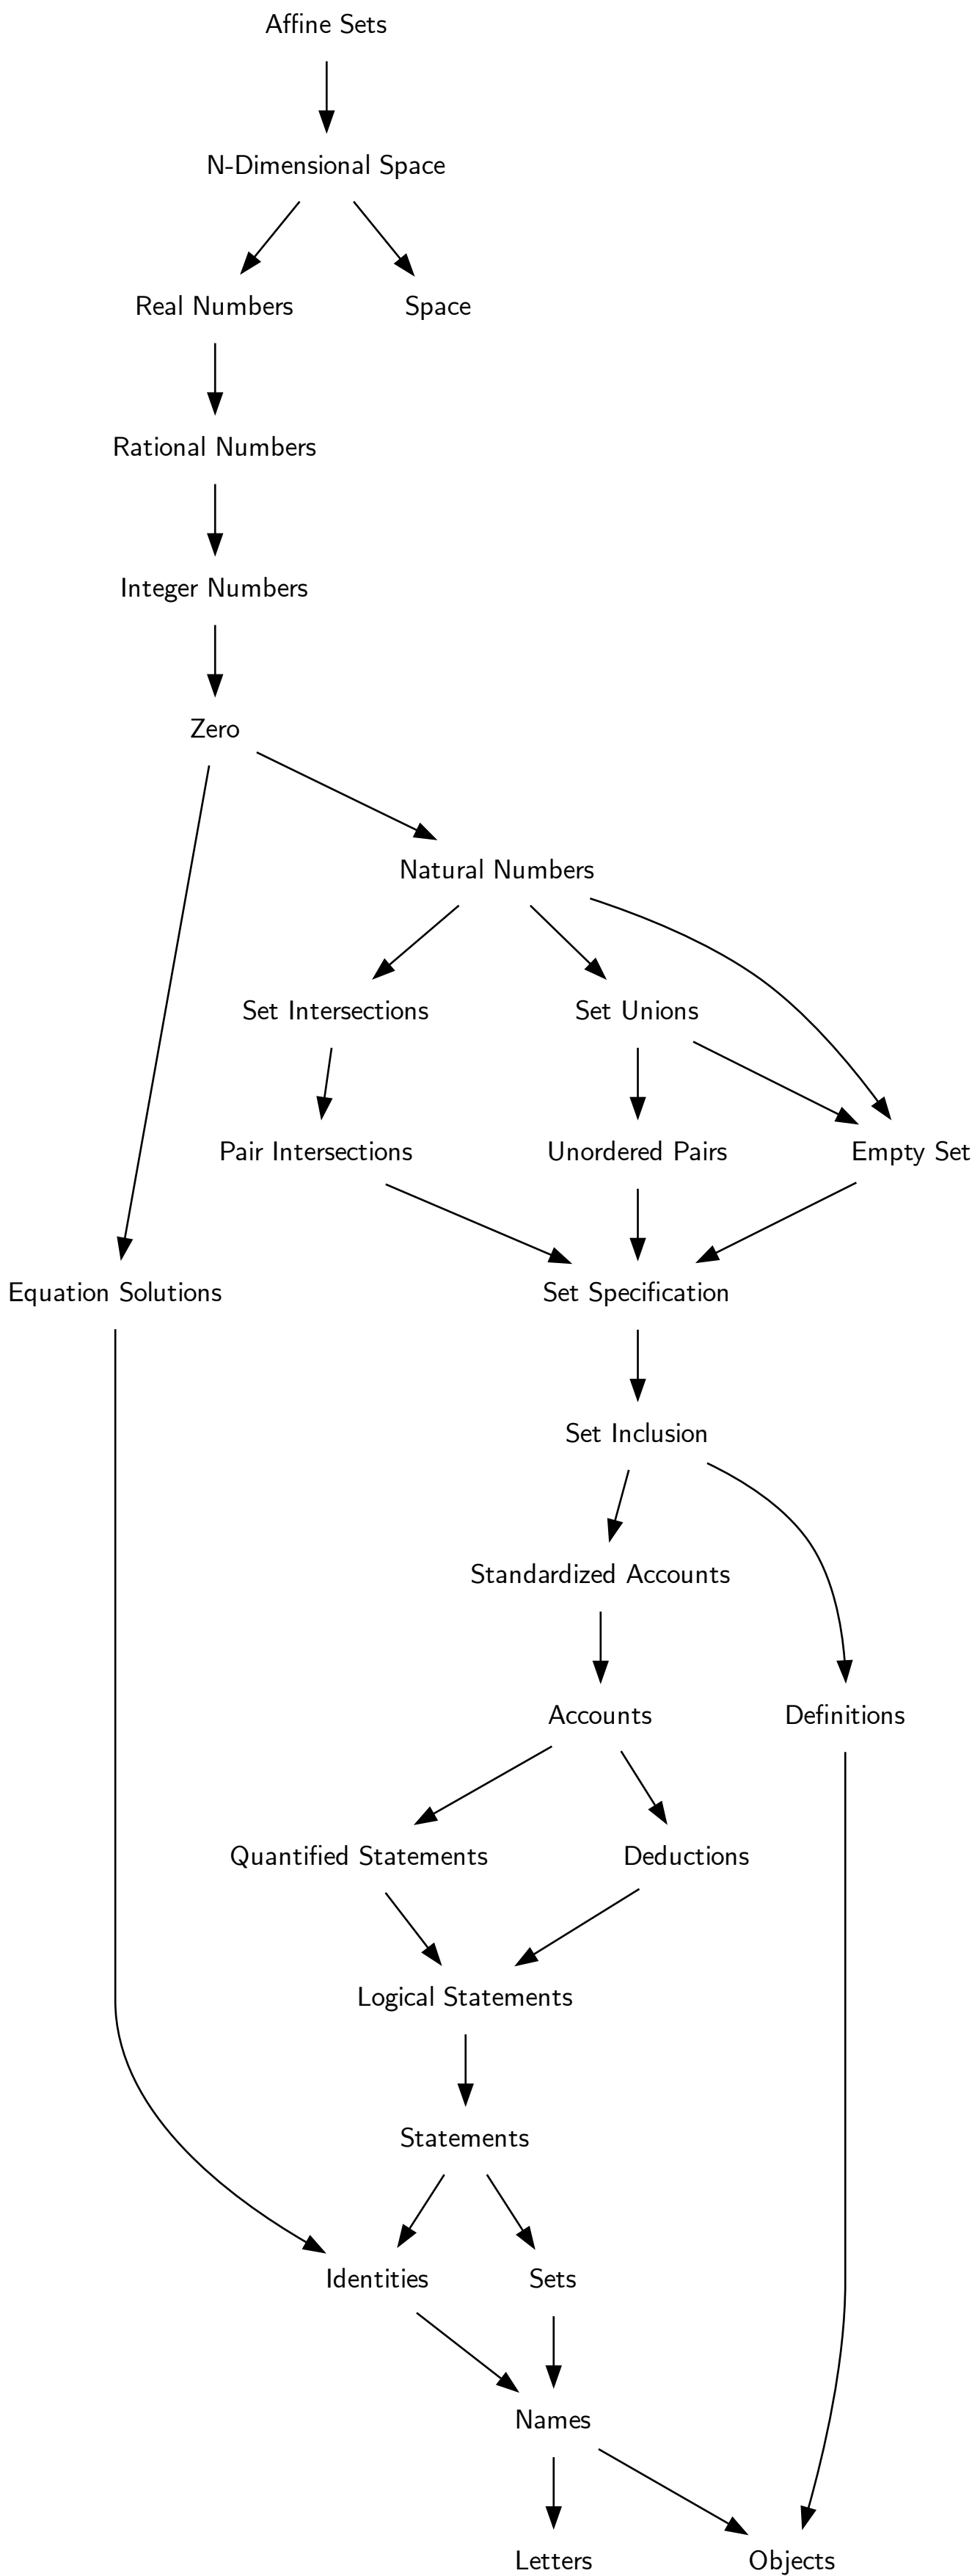 Affine Sets
N-Dimensional Space
Real Numbers
Space
Rational Numbers
Integer Numbers
Zero
Natural Numbers
Set Intersections
Set Unions
Pair Intersections
Unordered Pairs
Empty Set
Equation Solutions
Set Specification
Set Inclusion
Standardized Accounts
Accounts
Definitions
Quantified Statements
Deductions
Logical Statements
Statements
Identities
Sets
Names
Letters
Objects